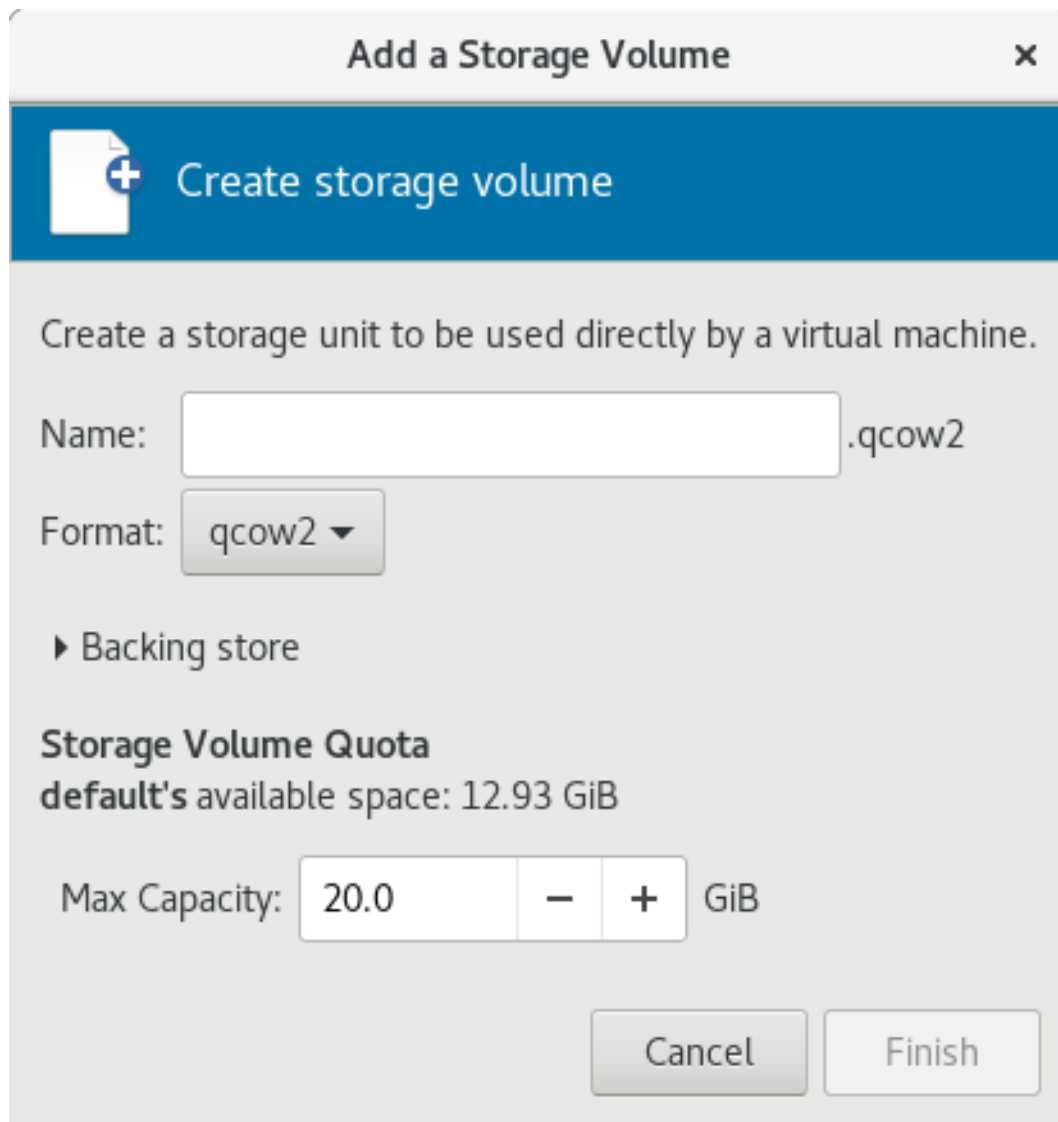 Add a Storage Volume ×
Create storage volume
Create a storage unit to be used directly by a virtual machine.
Name: .qcow2
Format: qcow2
Backing store
Storage Volume Quota
default's available space: 12.93 GiB
Max Capacity: 20.0 − + GiB
Cancel Finish